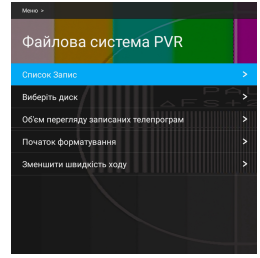 Меню >
Файлова система PVR
Список Запис >
Виберіть диск >
Об'єм перегляду записаних телепрограм >
Початок форматування >
Зменшити швидкість ходу >